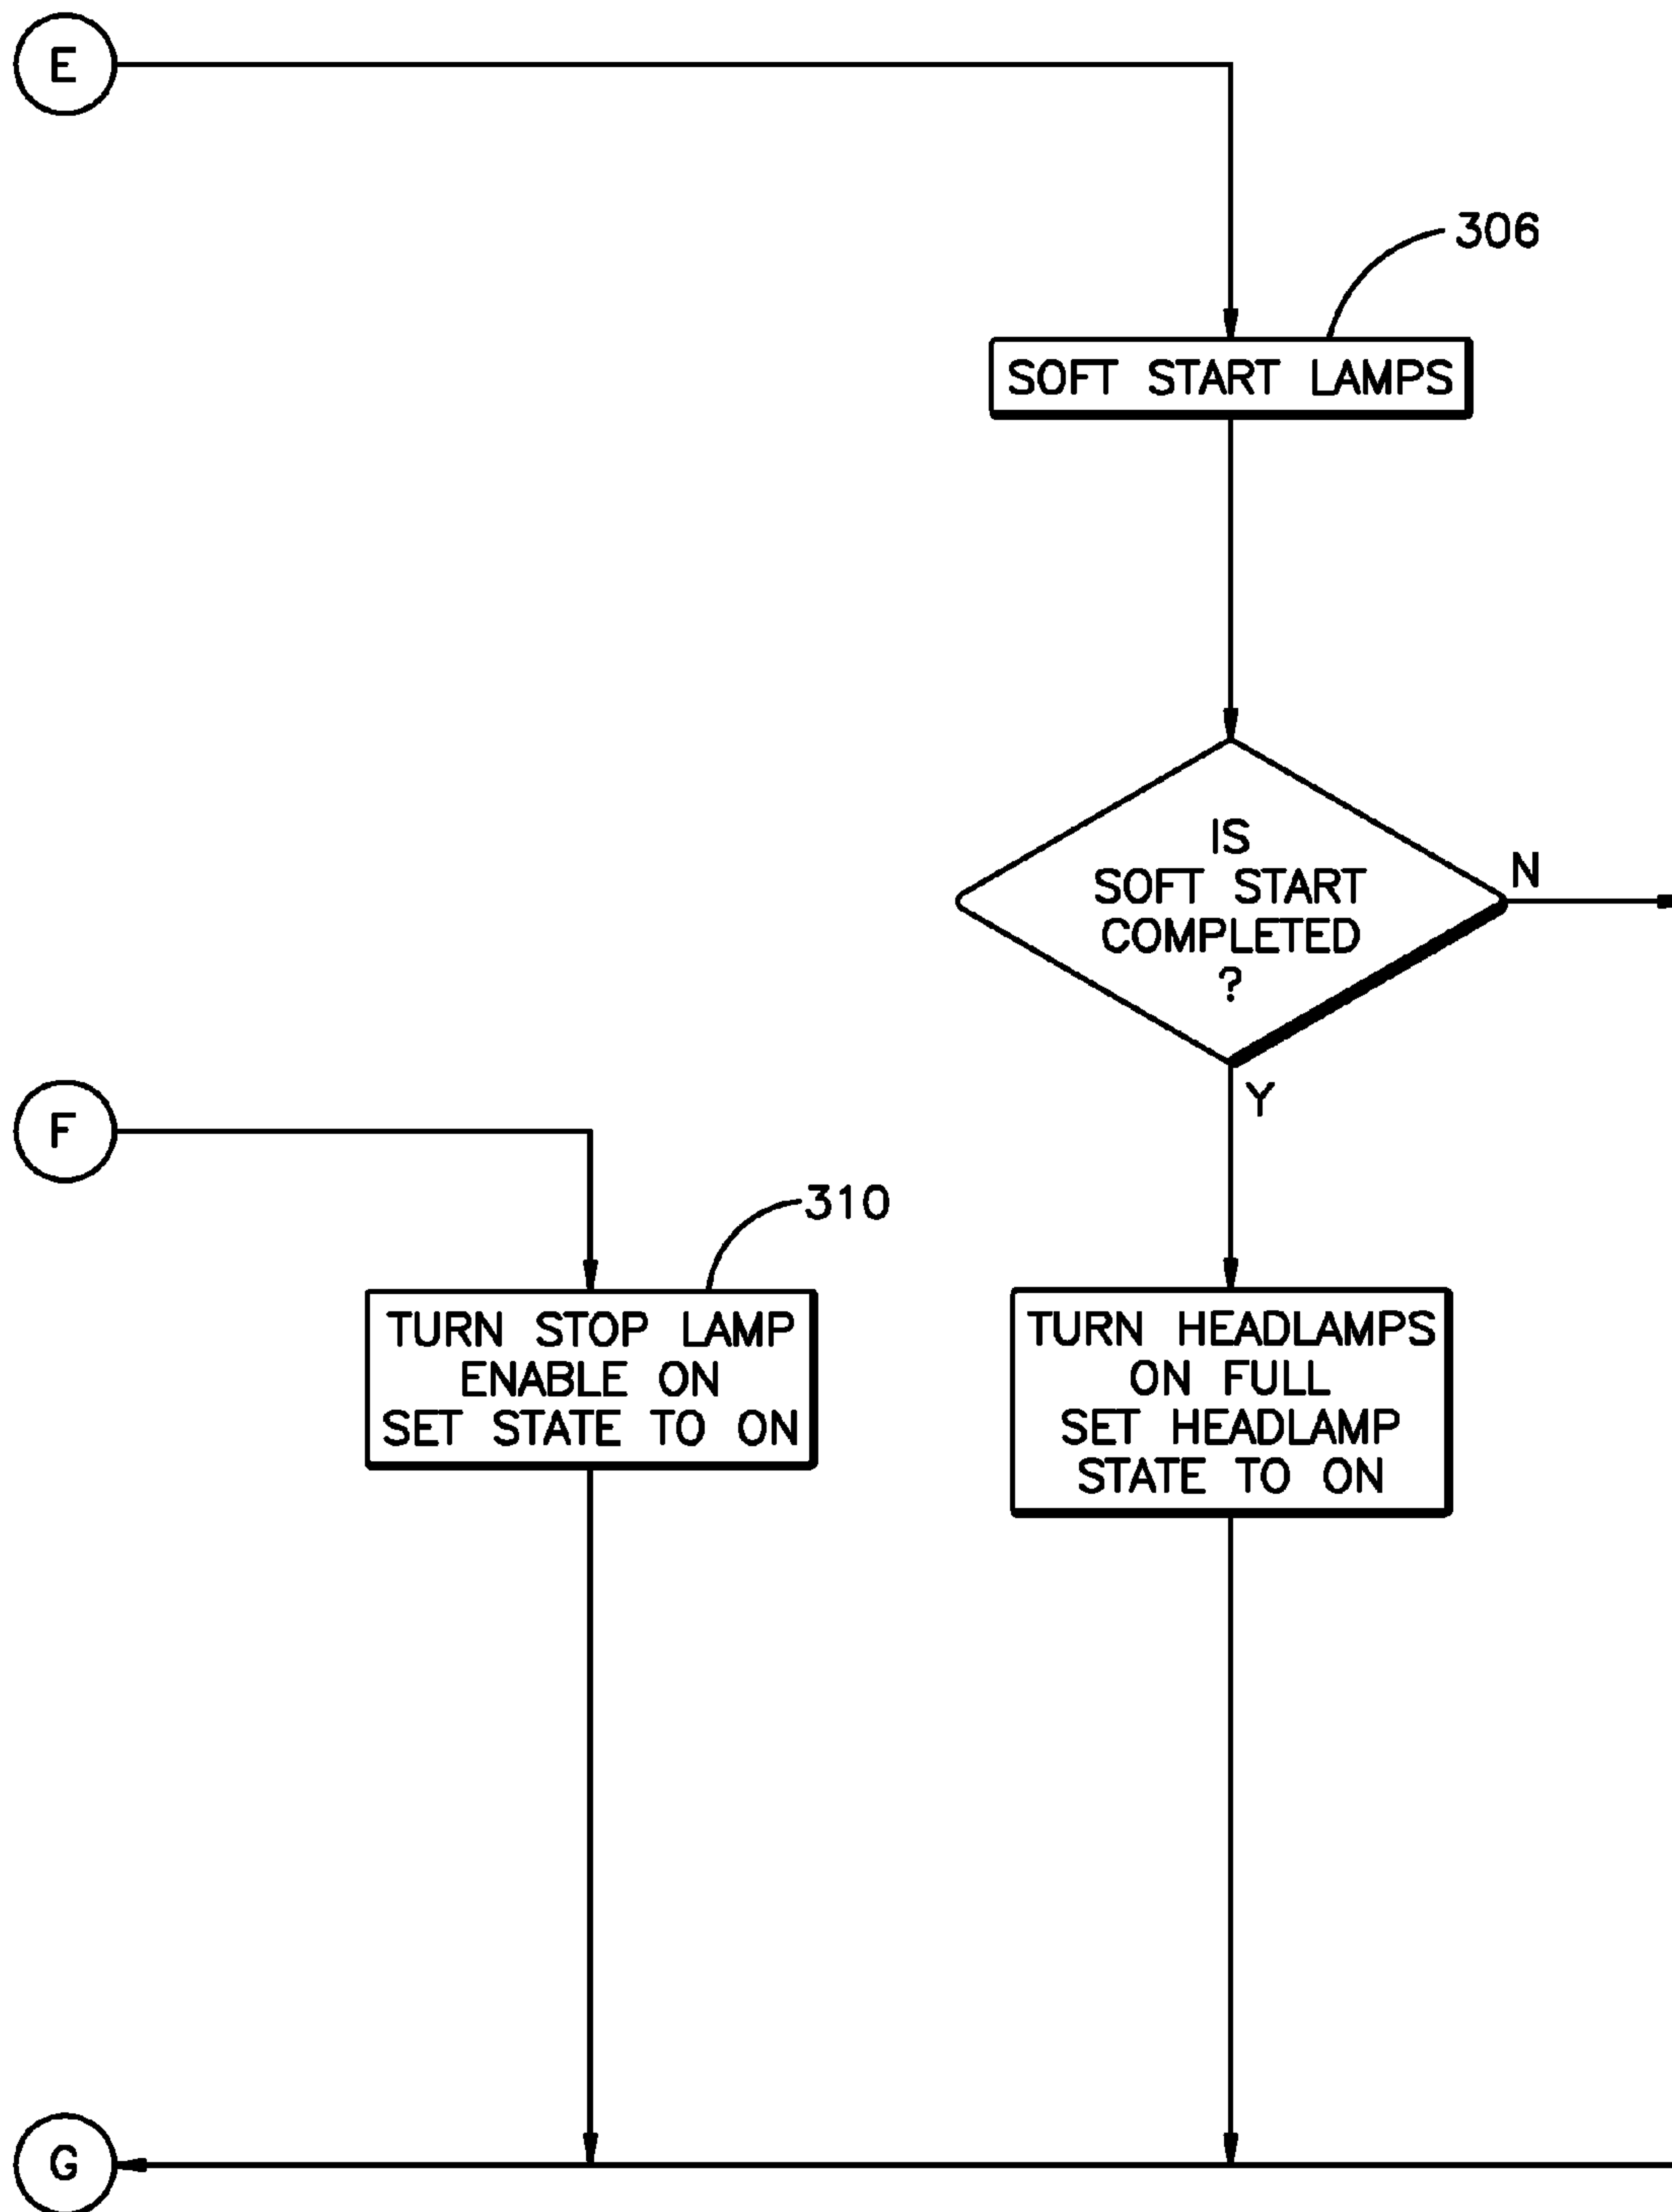 E
306
SOFT START LAMPS
IS
SOFT START
COMPLETED
?
N
Y
F
310
TURN STOP LAMP
ENABLE ON
SET STATE TO ON
TURN HEADLAMPS
ON FULL
SET HEADLAMP
STATE TO ON
G